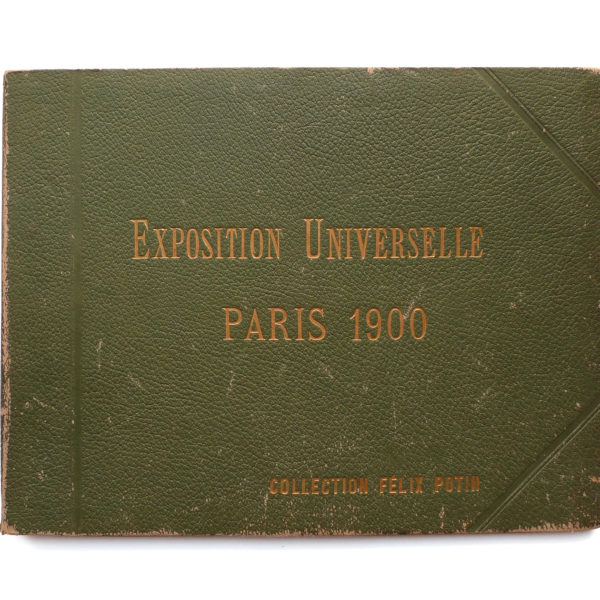 EXPOSITION UNIVERSELLE
PARIS 1900
COLLECTION FÉLIX POTIN